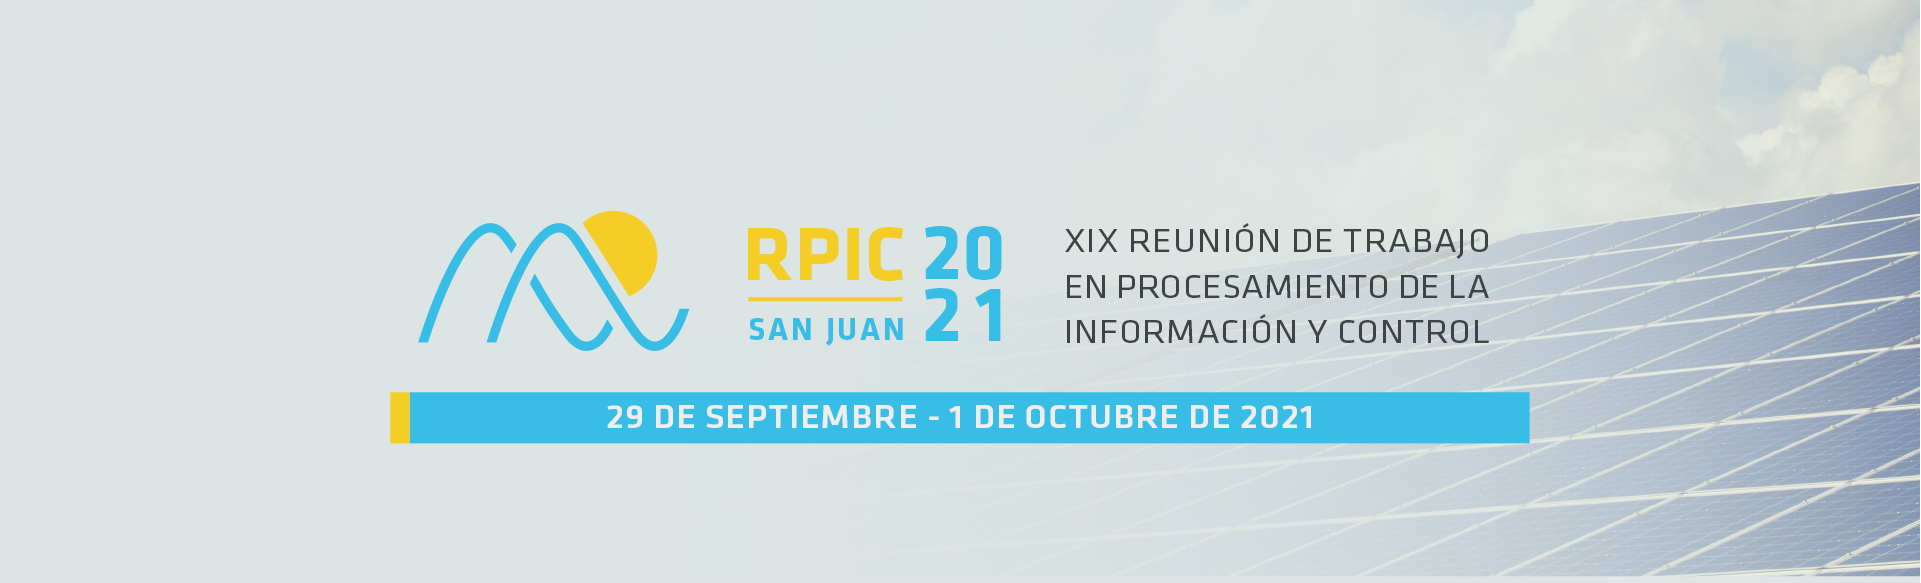 RPIC
SAN JUAN
20
21
XIX REUNIÓN DE TRABAJO
EN PROCESAMIENTO DE LA
INFORMACIÓN Y CONTROL
29 DE SEPTIEMBRE - 1 DE OCTUBRE DE 2021